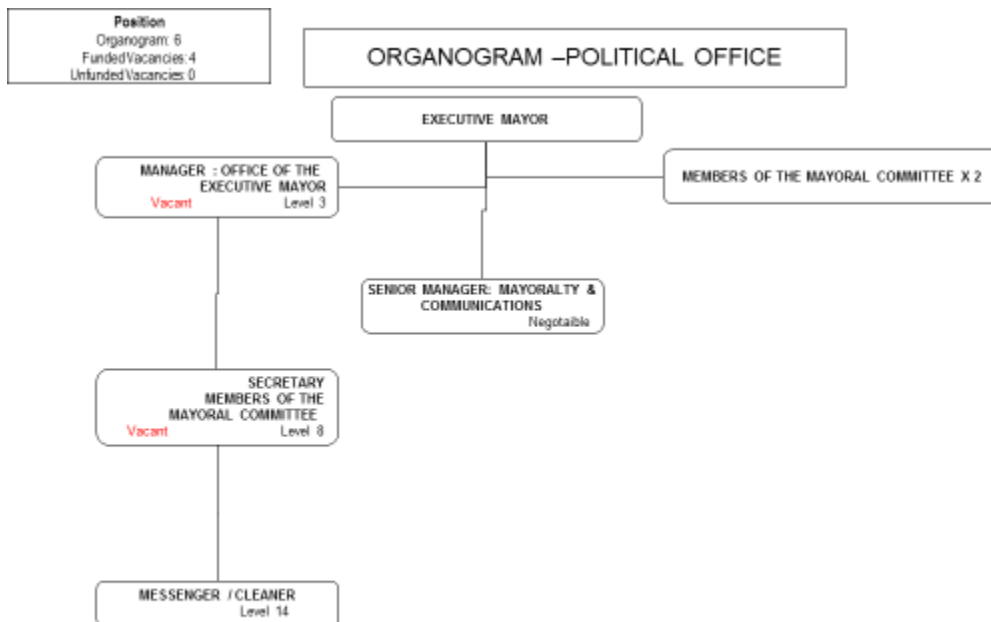 Position
Organogram: 6
Funded Vacancies: 4
Unfunded Vacancies: 0
ORGANOGRAM –POLITICAL OFFICE
EXECUTIVE MAYOR
MANAGER : OFFICE OF THE
EXECUTIVE MAYOR
Vacant Level 3
MEMBERS OF THE MAYORAL COMMITTEE X 2
SENIOR MANAGER: MAYORALTY &
COMMUNICATIONS
Negotaible
SECRETARY
MEMBERS OF THE
MAYORAL COMMITTEE
Vacant Level 8
MESSENGER / CLEANER
Level 14